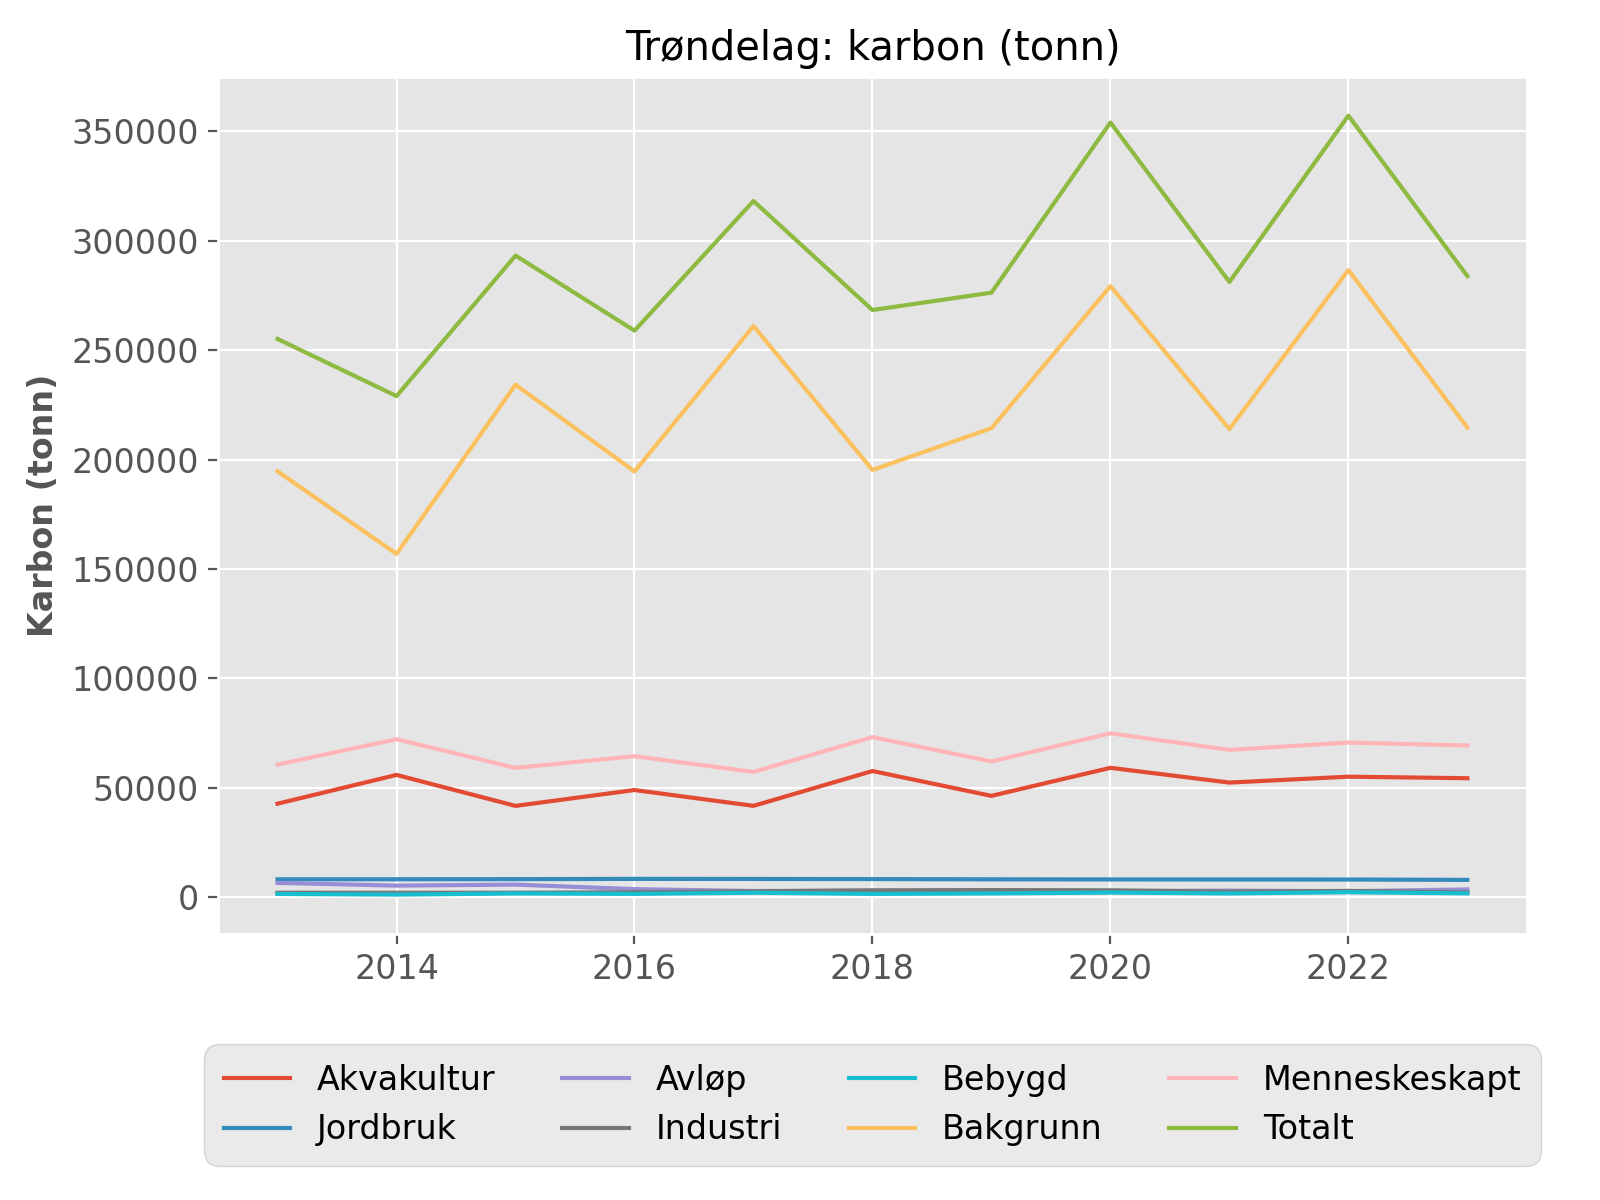 Trøndelag: karbon (tonn)
Karbon (tonn)
350000
300000
250000
200000
150000
100000
50000
0
2014 2016 2018 2020 2022
Akvakultur Avløp Bebygd Menneskeskapt
Jordbruk Industri Bakgrunn Totalt